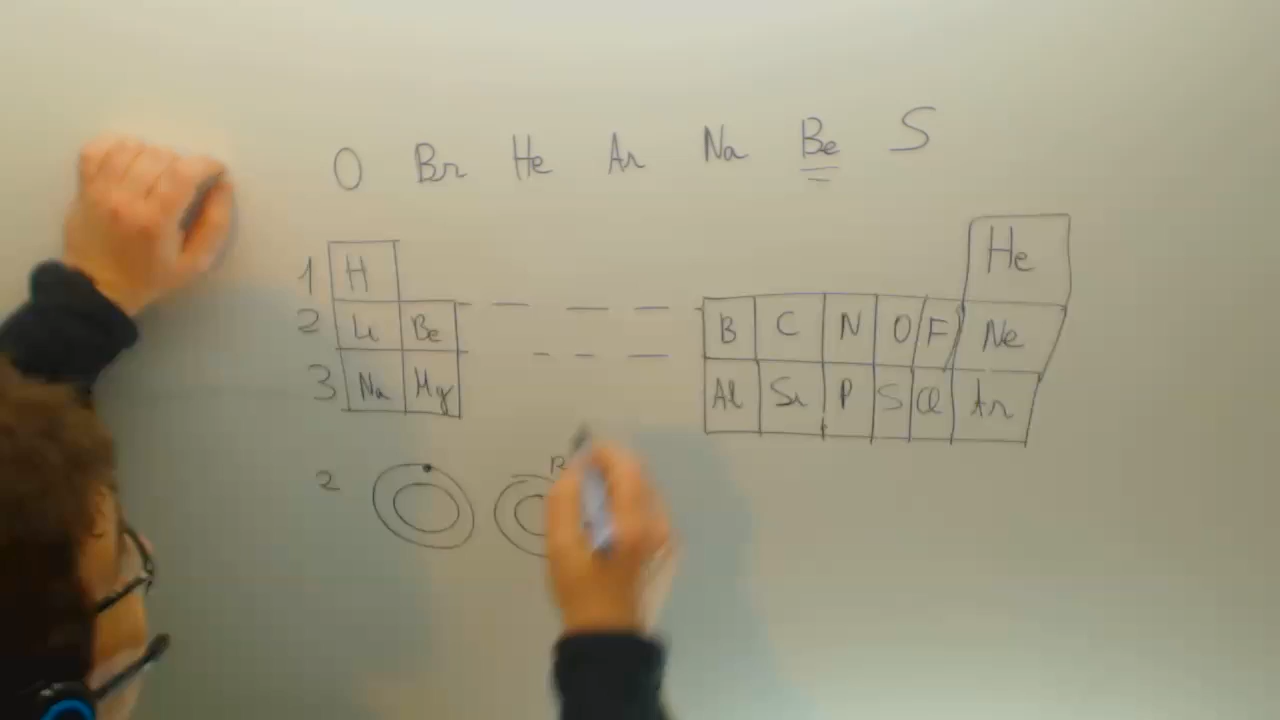 O Br He Ar Na Be S
He
1 H
2 Li Be B C N O F Ne
3 Na Mg Al Si P S Cl Ar
2